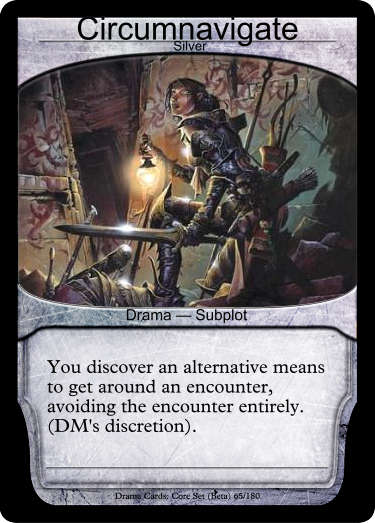 Circumnavigate
Silver
Drama — Subplot
You discover an alternative means
to get around an encounter,
avoiding the encounter entirely.
(DM's discretion).
Drama Cards: Core Set (Beta) 65/180